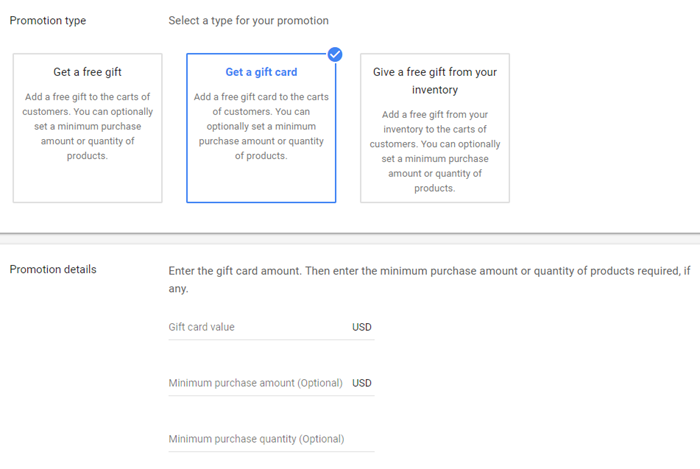 Promotion type
Select a type for your promotion
Get a free gift
Add a free gift to the carts of
customers. You can optionally
set a minimum purchase
amount or quantity of
products.
Get a gift card
Add a free gift card to the carts
of customers. You can
optionally set a minimum
purchase amount or quantity
of products.
Give a free gift from your
inventory
Add a free gift from your
inventory to the carts of
customers. You can optionally
set a minimum purchase
amount or quantity of
products.
Promotion details
Enter the gift card amount. Then enter the minimum purchase amount or quantity of products required, if
any.
Gift card value USD
Minimum purchase amount (Optional) USD
Minimum purchase quantity (Optional)